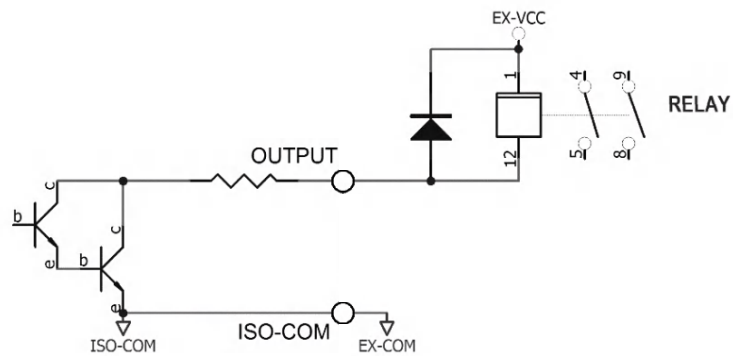 EX-VCC
1
4
9
RELAY
12
5
8
OUTPUT
c
b
e
b
c
e
ISO-COM
ISO-COM
EX-COM